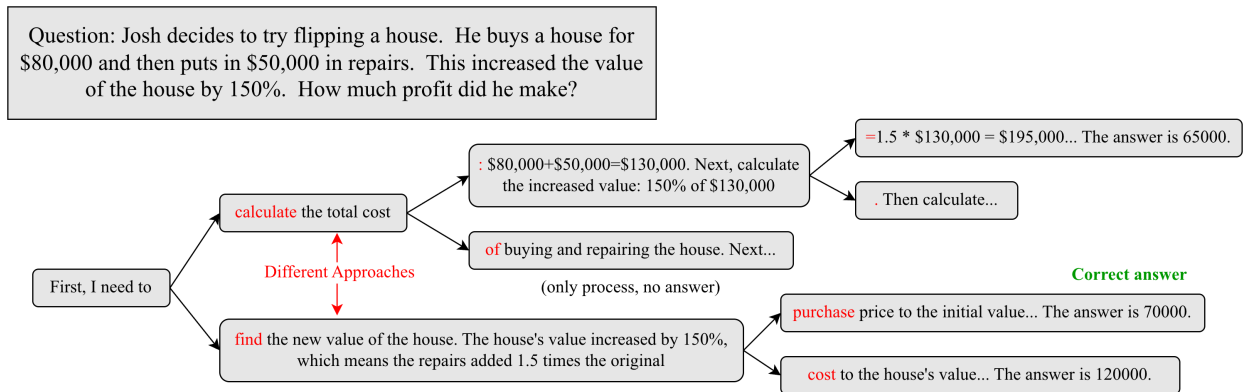 Question: Josh decides to try flipping a house. He buys a house for
$80,000 and then puts in $50,000 in repairs. This increased the value
of the house by 150%. How much profit did he make?
=1.5 * $130,000 = $195,000... The answer is 65000.
: $80,000+$50,000=$130,000. Next, calculate
the increased value: 150% of $130,000
. Then calculate...
calculate the total cost
of buying and repairing the house. Next...
Different Approaches
First, I need to
(only process, no answer)
Correct answer
purchase price to the initial value... The answer is 70000.
find the new value of the house. The house's value increased by 150%,
which means the repairs added 1.5 times the original
cost to the house's value... The answer is 120000.